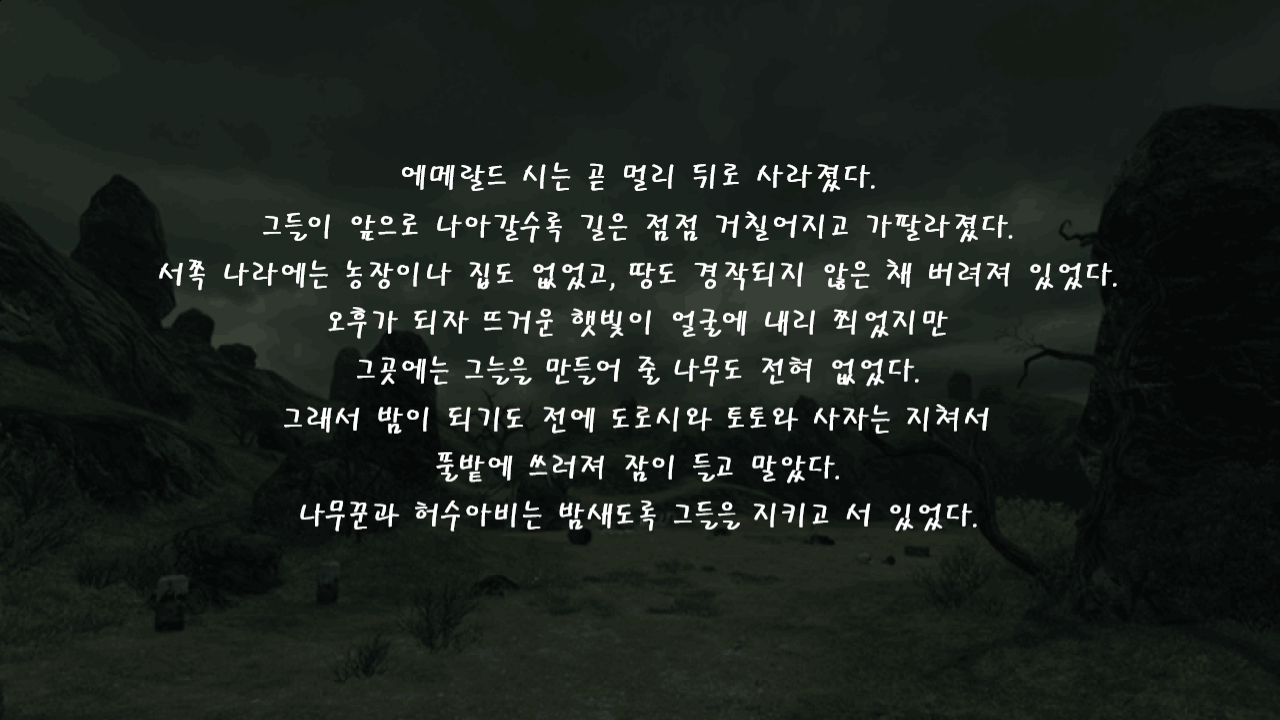 에메랄드 시는 곧 멀리 뒤로 사라졌다.
그들이 앞으로 나아갈수록 길은 점점 거칠어지고 가팔라졌다.
서쪽 나라에는 농장이나 집도 없었고, 땅도 경작되지 않은 채 버려져 있었다.
오후가 되자 뜨거운 햇빛이 얼굴에 내리 쬐었지만
그곳에는 그늘을 만들어 줄 나무도 전혀 없었다.
그래서 밤이 되기도 전에 도로시와 토토와 사자는 지쳐서
풀밭에 쓰러져 잠이 들고 말았다.
나무꾼과 허수아비는 밤새도록 그들을 지키고 서 있었다.